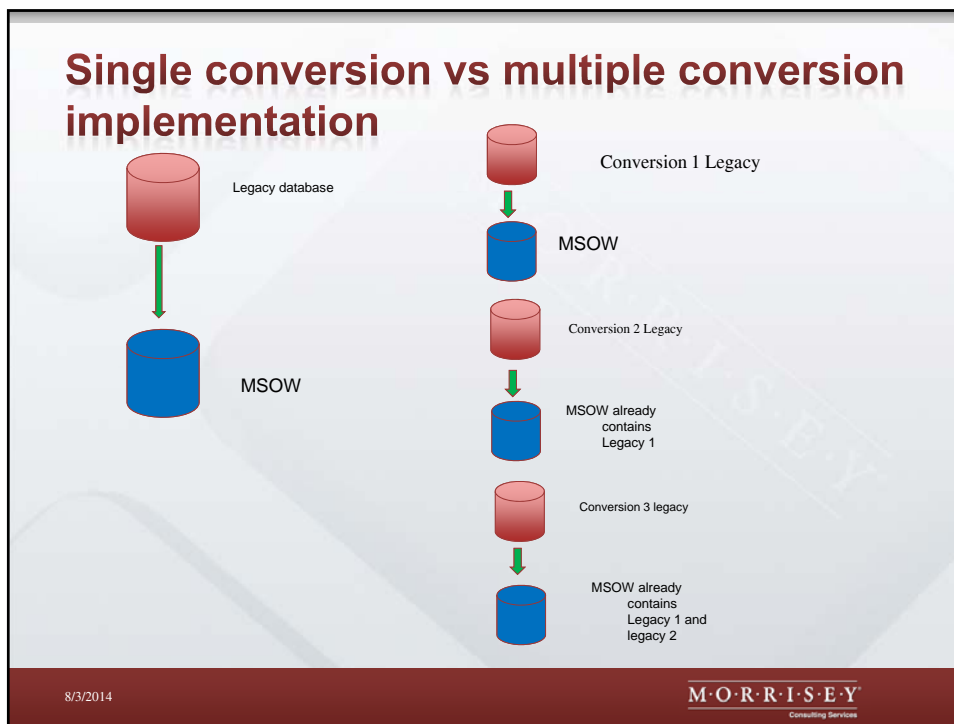 Single conversion vs multiple conversion
implementation
Legacy database
MSOW
Conversion 1 Legacy
MSOW
Conversion 2 Legacy
MSOW already
contains
Legacy 1
Conversion 3 legacy
MSOW already
contains
Legacy 1 and
legacy 2
M·O·R·R·I·S·E·Y
8/3/2014
M·O·R·R·I·S·E·Y®
Consulting Services